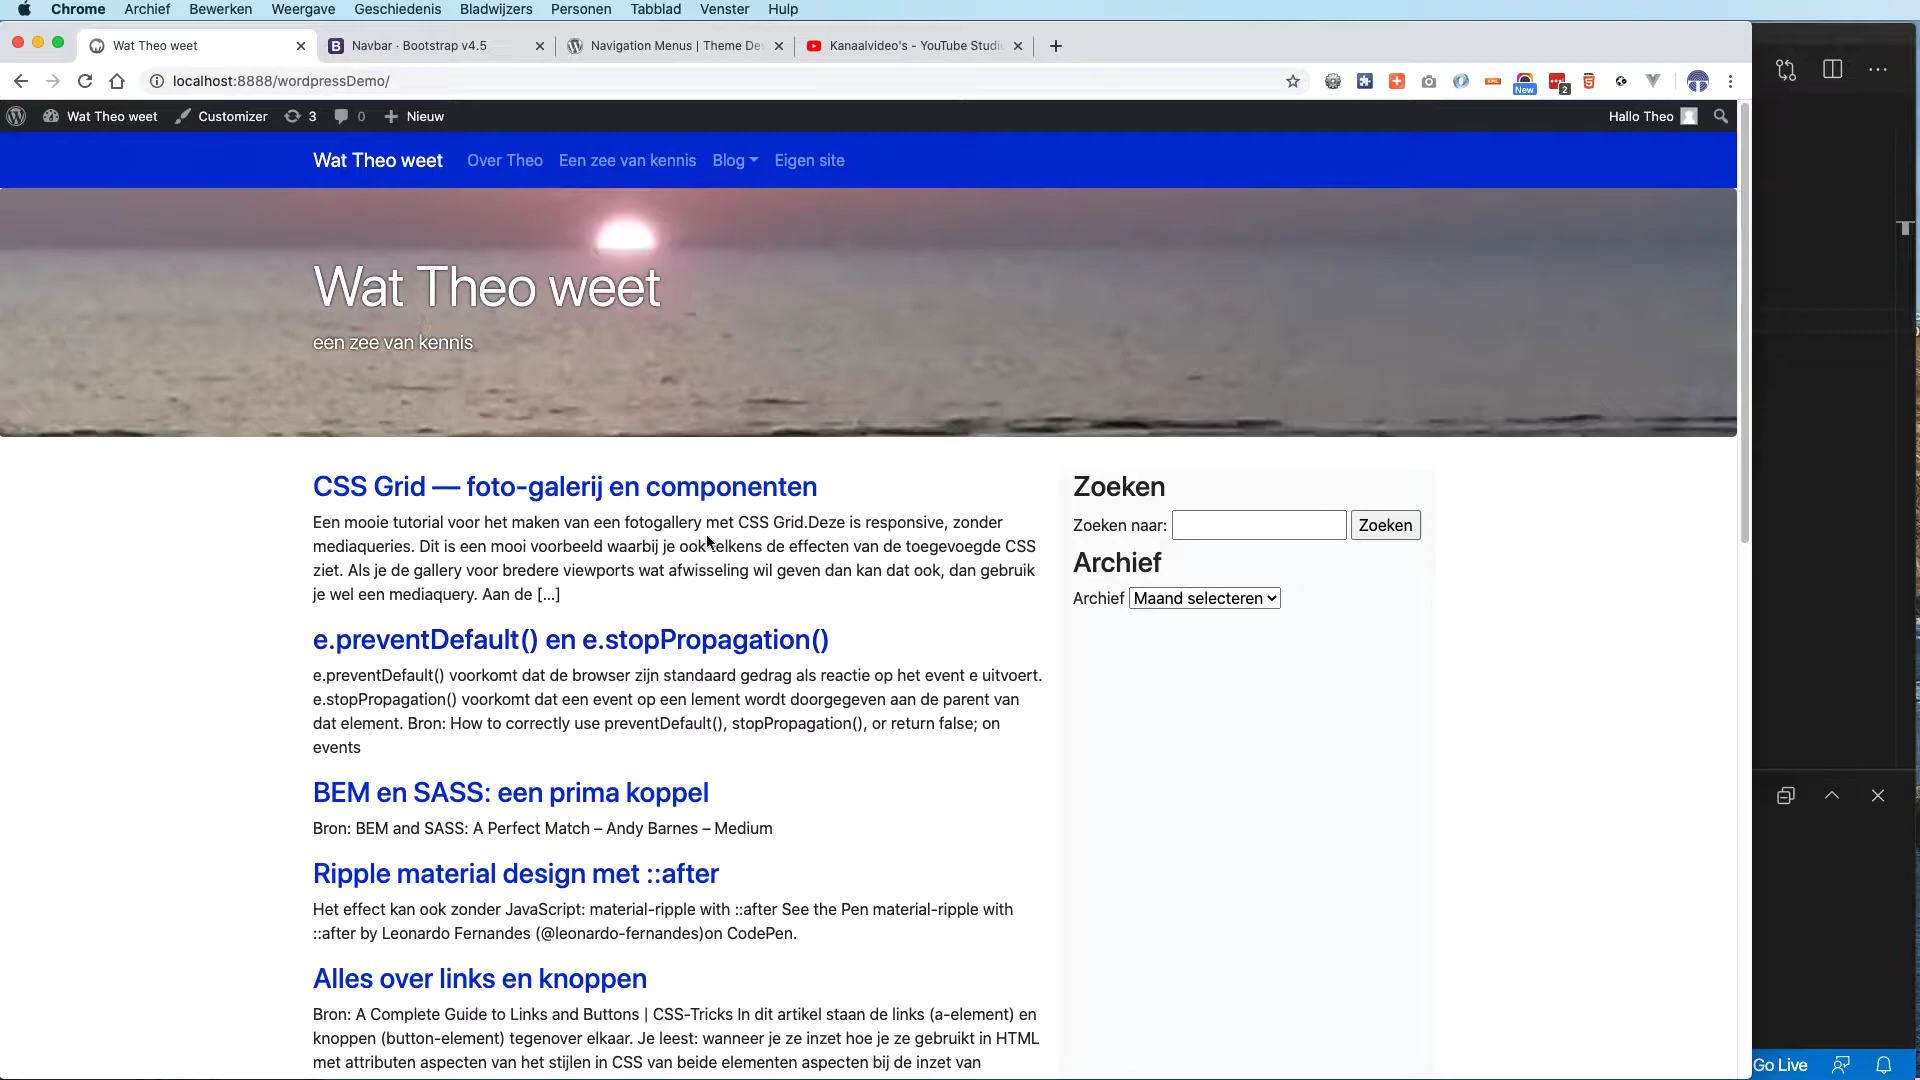 Chrome Archief Bewerken Weergave Geschiedenis Bladwijzers Personen Tabblad Venster Hulp
Wat Theo weet
Navbar · Bootstrap v4.5
Navigation Menus | Theme De
Kanaalvideo's - YouTube Studi
localhost:8888/wordpressDemo/
New
2
Wat Theo weet Customizer 3 0 Nieuw
Hallo Theo
Wat Theo weet Over Theo Een zee van kennis Blog Eigen site
Wat Theo weet
een zee van kennis
CSS Grid — foto-galerij en componenten
Een mooie tutorial voor het maken van een fotogallery met CSS Grid.Deze is responsive, zonder
mediaqueries. Dit is een mooi voorbeeld waarbij je ook telkens de effecten van de toegevoegde CSS
ziet. Als je de gallery voor bredere viewports wat afwisseling wil geven dan kan dat ook, dan gebruik
je wel een mediaquery. Aan de [...]
e.preventDefault() en e.stopPropagation()
e.preventDefault() voorkomt dat de browser zijn standaard gedrag als reactie op het event e uitvoert.
e.stopPropagation() voorkomt dat een event op een lement wordt doorgegeven aan de parent van
dat element. Bron: How to correctly use preventDefault(), stopPropagation(), or return false; on
events
BEM en SASS: een prima koppel
Bron: BEM and SASS: A Perfect Match – Andy Barnes – Medium
Ripple material design met ::after
Het effect kan ook zonder JavaScript: material-ripple with ::after See the Pen material-ripple with
::after by Leonardo Fernandes (@leonardo-fernandes)on CodePen.
Alles over links en knoppen
Bron: A Complete Guide to Links and Buttons | CSS-Tricks In dit artikel staan de links (a-element) en
knoppen (button-element) tegenover elkaar. Je leest: wanneer je ze inzet hoe je ze gebruikt in HTML
met attributen aspecten van het stijlen in CSS van beide elementen aspecten bij de inzet van
Zoeken
Zoeken naar: Zoeken
Archief
Archief Maand selecteren
Go Live